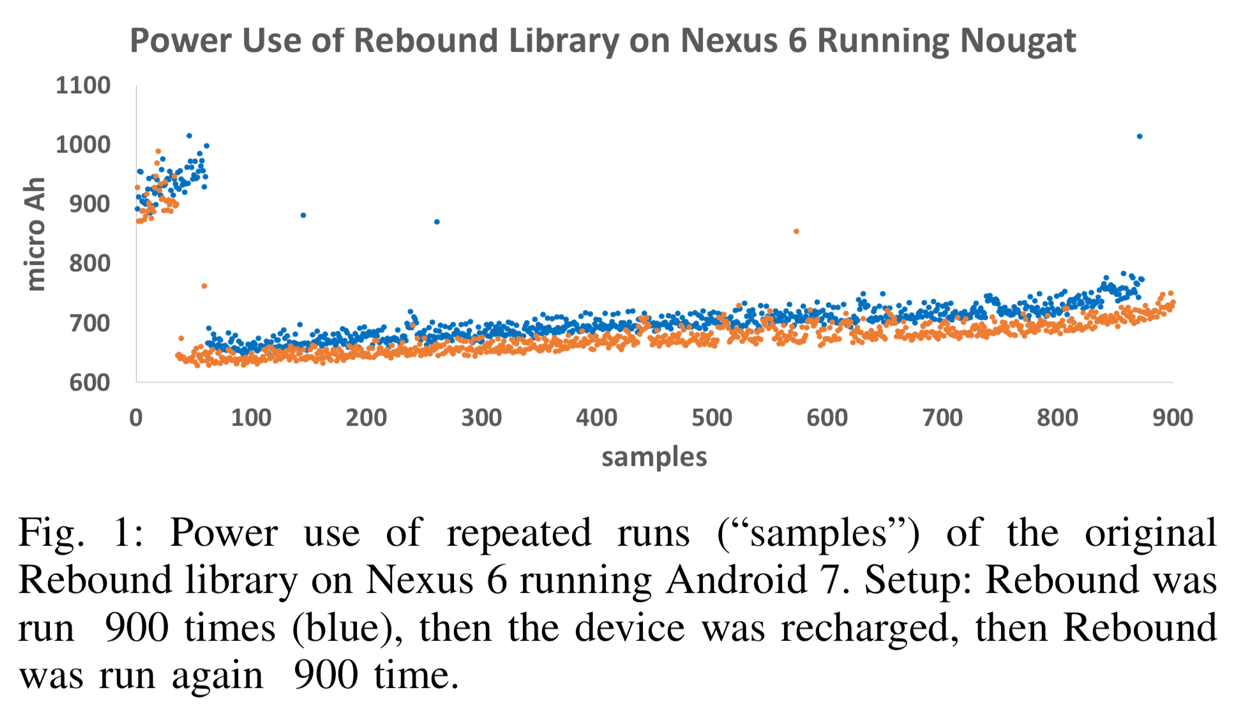 Power Use of Rebound Library on Nexus 6 Running Nougat
1100
1000
900
800
700
600
micro Ah
0 100 200 300 400 500 600 700 800 900
samples
Fig. 1: Power use of repeated runs (“samples”) of the original
Rebound library on Nexus 6 running Android 7. Setup: Rebound was
run 900 times (blue), then the device was recharged, then Rebound
was run again 900 time.